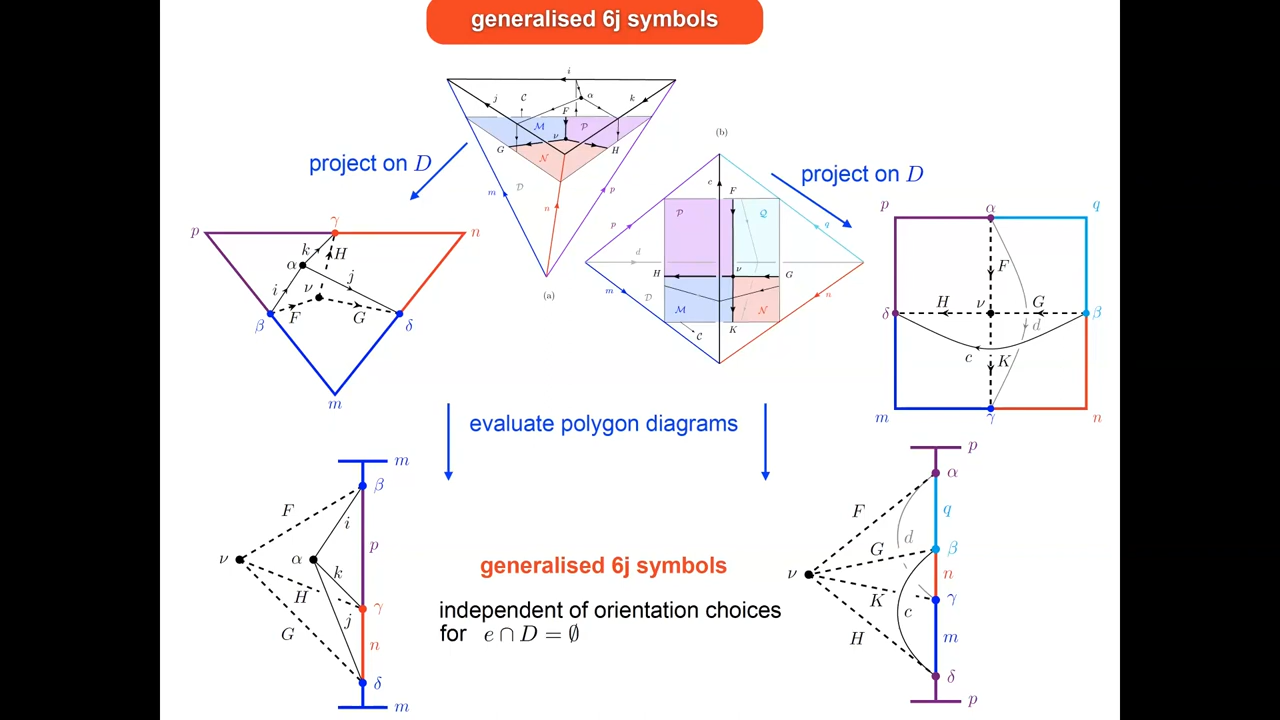 generalised 6j symbols
i
j
C
α
k
F
M
ν
P
G
H
N
m
D
n
p
(a)
project on D
(b)
e
F
P
Q
p
q
d
H
ν
G
m
D
M
N
n
C
K
project on D
p
γ
n
k
H
α
j
i
ν
F
G
β
δ
m
p
α
q
F
H
ν
G
δ
d
β
c
K
m
γ
n
evaluate polygon diagrams
m
β
F
i
p
ν
α
k
H
γ
j
G
n
δ
m
generalised 6j symbols
independent of orientation choices
for e ∩ D = ∅
p
α
F
q
d
G
β
ν
n
K
γ
c
H
m
δ
p